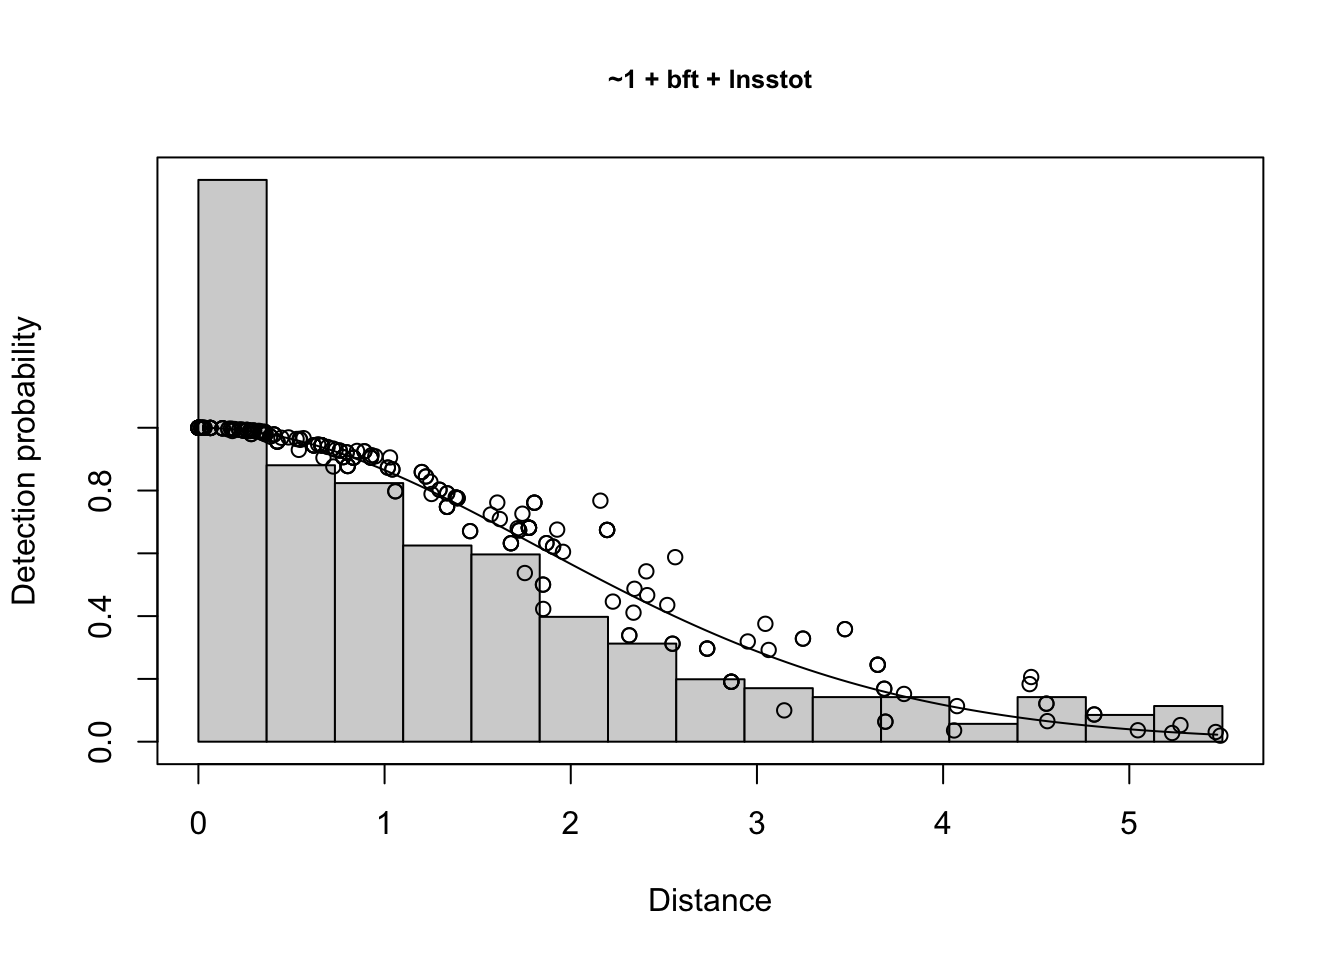 ~1 + bft + lnsstot
Detection probability
0.8
0.4
0.0
0 1 2 3 4 5
Distance